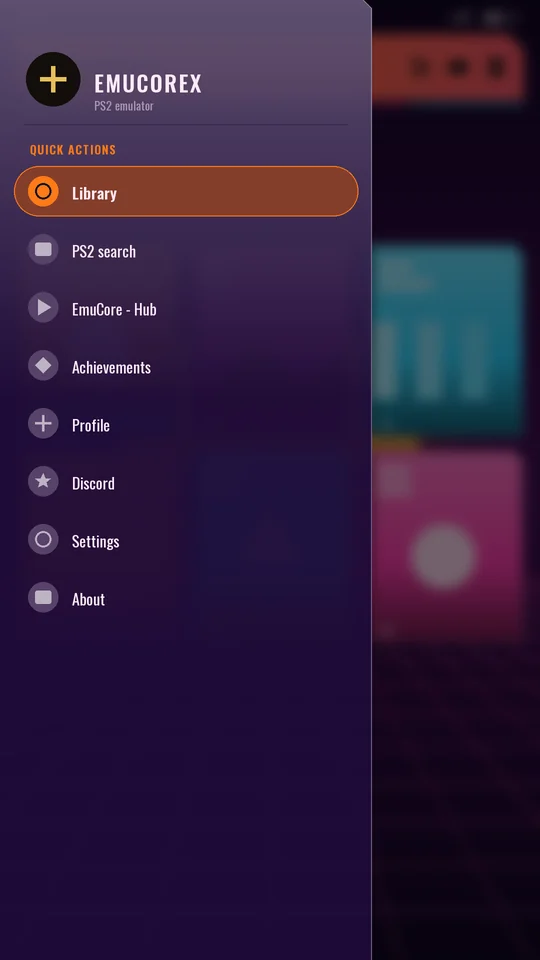 EMUCOREX
PS2 emulator
QUICK ACTIONS
Library
PS2 search
EmuCore - Hub
Achievements
Profile
Discord
Settings
About